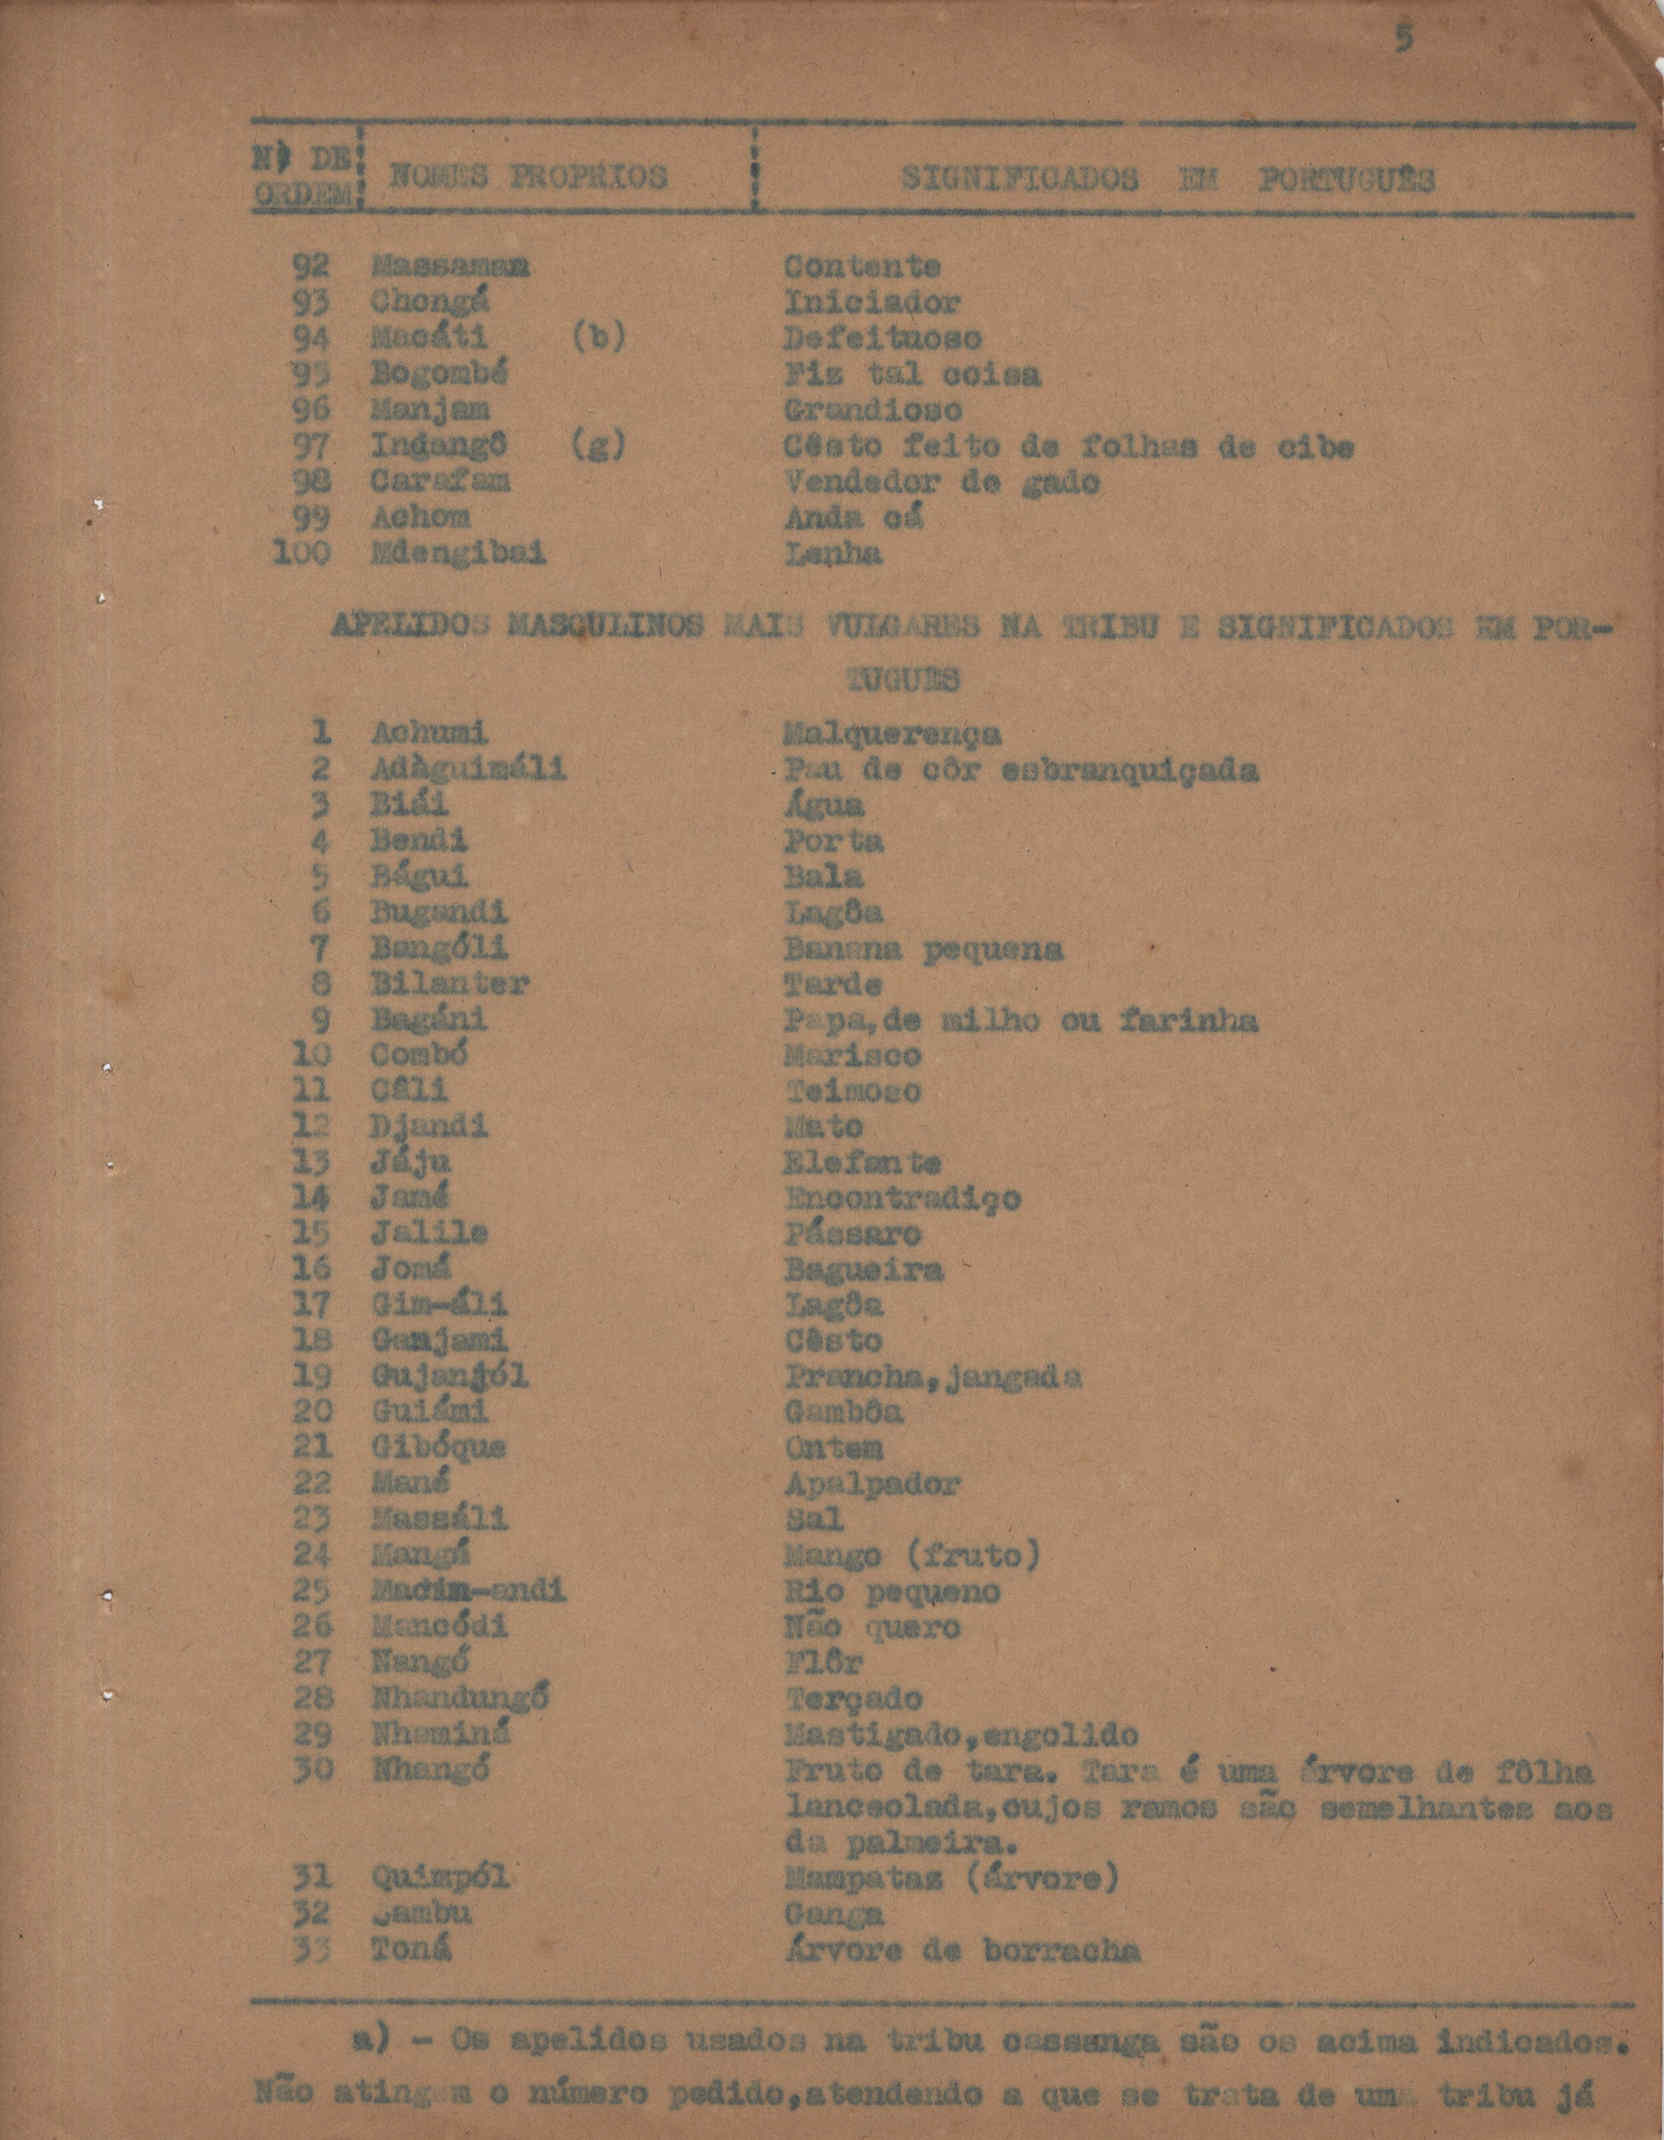 5
Nº DE ORDEM NOMES PROPRIOS SIGNIFICADOS EM PORTUGUÊS
92 Massaman Contente
93 Chongá Iniciador
94 Macáti (b) Defeituoso
95 Bogombé Fiz tal coisa
96 Manjam Grandioso
97 Indangô (g) Cêsto feito de folhas de cibe
98 Carafam Vendedor de gado
99 Achom Anda cá
100 Mdengibai Lenha
APELIDOS MASCULINOS MAIS VULGARES NA TRIBU E SIGNIFICADOS EM POR-
TUGUÊS
1 Achumi Malquerença
2 Adàguimáli Pau de côr esbranquiçada
3 Biái Água
4 Bendi Porta
5 Bágui Bala
6 Bugandi Lagôa
7 Bangóli Banana pequena
8 Bilanter Tarde
9 Bagáni Papa,de milho ou farinha
10 Combó Marisco
11 Câli Teimoso
12 Djandi Mato
13 Jáju Elefante
14 Jamé Encontradiço
15 Jalile Pássaro
16 Jomá Bagueira
17 Gim-áli Lagôa
18 Ganjami Cêsto
19 Gujanjól Prancha,jangada
20 Guiámi Gambôa
21 Gibóque Ontem
22 Mané Apalpador
23 Massáli Sal
24 Mangá Mango (fruto)
25 Macim-andi Rio pequeno
26 Mancódi Não quero
27 Nangó Flôr
28 Nhandungó Terçado
29 Nhaminá Mastigado,engolido
30 Nhangó Fruto de tara. Tara é uma árvore de fôlha
lanceolada,cujos ramos são semelhantes aos
da palmeira.
31 Quimpól Mampataz (árvore)
32 Sambu Ganga
33 Toná Árvore de borracha
a) - Os apelidos usados na tribu cassanga são os acima indicados.
Não atingem o número pedido,atendendo a que se trata de uma tribu já